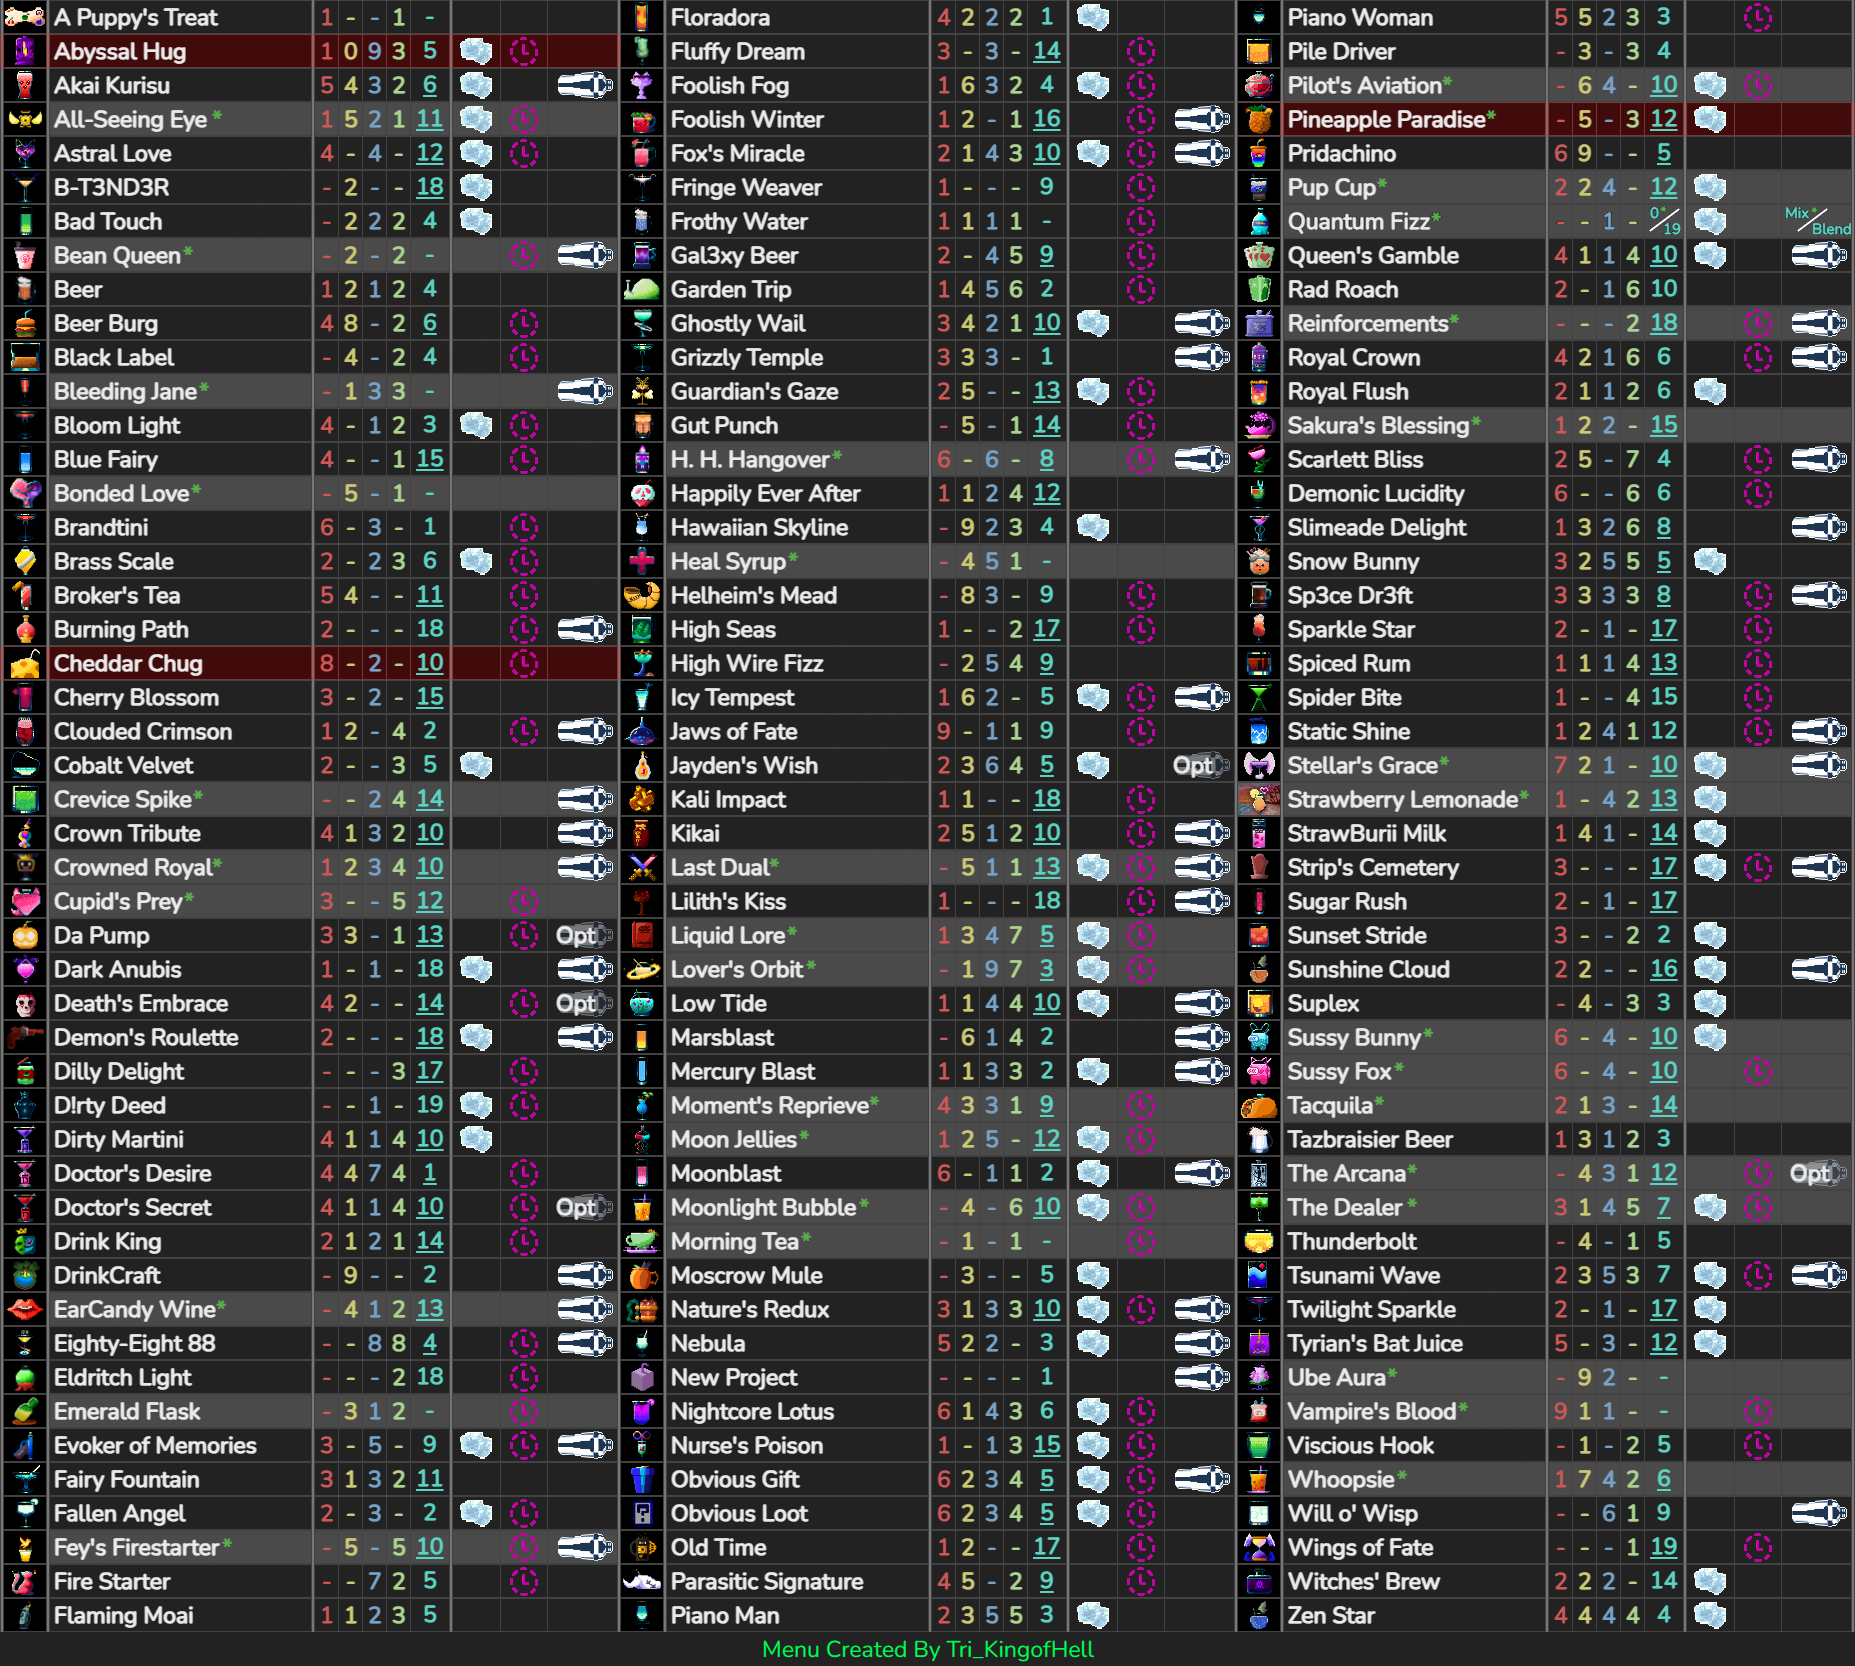 A Puppy's Treat 1 - - 1 -
Abyssal Hug 1 0 9 3 5
Akai Kurisu 5 4 3 2 6
All-Seeing Eye * 1 5 2 1 11
Astral Love 4 - 4 - 12
B-T3ND3R - 2 - - 18
Bad Touch - 2 2 2 4
Bean Queen* - 2 - 2 -
Beer 1 2 1 2 4
Beer Burg 4 8 - 2 6
Black Label - 4 - 2 4
Bleeding Jane* - 1 3 3 -
Bloom Light 4 - 1 2 3
Blue Fairy 4 - - 1 15
Bonded Love* - 5 - 1 -
Brandtini 6 - 3 - 1
Brass Scale 2 - 2 3 6
Broker's Tea 5 4 - - 11
Burning Path 2 - - - 18
Cheddar Chug 8 - 2 - 10
Cherry Blossom 3 - 2 - 15
Clouded Crimson 1 2 - 4 2
Cobalt Velvet 2 - - 3 5
Crevice Spike* - - 2 4 14
Crown Tribute 4 1 3 2 10
Crowned Royal* 1 2 3 4 10
Cupid's Prey* 3 - - 5 12
Da Pump 3 3 - 1 13 Opt
Dark Anubis 1 - 1 - 18
Death's Embrace 4 2 - - 14 Opt
Demon's Roulette 2 - - - 18
Dilly Delight - - - 3 17
D!rty Deed - - 1 - 19
Dirty Martini 4 1 1 4 10
Doctor's Desire 4 4 7 4 1
Doctor's Secret 4 1 1 4 10 Opt
Drink King 2 1 2 1 14
DrinkCraft - 9 - - 2
EarCandy Wine* - 4 1 2 13
Eighty-Eight 88 - - 8 8 4
Eldritch Light - - - 2 18
Emerald Flask - 3 1 2 -
Evoker of Memories 3 - 5 - 9
Fairy Fountain 3 1 3 2 11
Fallen Angel 2 - 3 - 2
Fey's Firestarter* - 5 - 5 10
Fire Starter - - 7 2 5
Flaming Moai 1 1 2 3 5
Floradora 4 2 2 2 1
Fluffy Dream 3 - 3 - 14
Foolish Fog 1 6 3 2 4
Foolish Winter 1 2 - 1 16
Fox's Miracle 2 1 4 3 10
Fringe Weaver 1 - - - 9
Frothy Water 1 1 1 1 -
Gal3xy Beer 2 - 4 5 9
Garden Trip 1 4 5 6 2
Ghostly Wail 3 4 2 1 10
Grizzly Temple 3 3 3 - 1
Guardian's Gaze 2 5 - - 13
Gut Punch - 5 - 1 14
H. H. Hangover* 6 - 6 - 8
Happily Ever After 1 1 2 4 12
Hawaiian Skyline - 9 2 3 4
Heal Syrup* - 4 5 1 -
Helheim's Mead - 8 3 - 9
High Seas 1 - - 2 17
High Wire Fizz - 2 5 4 9
Icy Tempest 1 6 2 - 5
Jaws of Fate 9 - 1 1 9
Jayden's Wish 2 3 6 4 5 Opt
Kali Impact 1 1 - - 18
Kikai 2 5 1 2 10
Last Dual* - 5 1 1 13
Lilith's Kiss 1 - - - 18
Liquid Lore* 1 3 4 7 5
Lover's Orbit* - 1 9 7 3
Low Tide 1 1 4 4 10
Marsblast - 6 1 4 2
Mercury Blast 1 1 3 3 2
Moment's Reprieve* 4 3 3 1 9
Moon Jellies* 1 2 5 - 12
Moonblast 6 - 1 1 2
Moonlight Bubble* - 4 - 6 10
Morning Tea* - 1 - 1 -
Moscrow Mule - 3 - - 5
Nature's Redux 3 1 3 3 10
Nebula 5 2 2 - 3
New Project - - - - 1
Nightcore Lotus 6 1 4 3 6
Nurse's Poison 1 - 1 3 15
Obvious Gift 6 2 3 4 5
Obvious Loot 6 2 3 4 5
Old Time 1 2 - - 17
Parasitic Signature 4 5 - 2 9
Piano Man 2 3 5 5 3
Piano Woman 5 5 2 3 3
Pile Driver - 3 - 3 4
Pilot's Aviation* - 6 4 - 10
Pineapple Paradise* - 5 - 3 12
Pridachino 6 9 - - 5
Pup Cup* 2 2 4 - 12
Quantum Fizz* - - 1 - 0*/19 Mix*/Blend
Queen's Gamble 4 1 1 4 10
Rad Roach 2 - 1 6 10
Reinforcements* - - - 2 18
Royal Crown 4 2 1 6 6
Royal Flush 2 1 1 2 6
Sakura's Blessing* 1 2 2 - 15
Scarlett Bliss 2 5 - 7 4
Demonic Lucidity 6 - - 6 6
Slimeade Delight 1 3 2 6 8
Snow Bunny 3 2 5 5 5
Sp3ce Dr3ft 3 3 3 3 8
Sparkle Star 2 - 1 - 17
Spiced Rum 1 1 1 4 13
Spider Bite 1 - - 4 15
Static Shine 1 2 4 1 12
Stellar's Grace* 7 2 1 - 10
Strawberry Lemonade* 1 - 4 2 13
StrawBurii Milk 1 4 1 - 14
Strip's Cemetery 3 - - - 17
Sugar Rush 2 - 1 - 17
Sunset Stride 3 - - 2 2
Sunshine Cloud 2 2 - - 16
Suplex - 4 - 3 3
Sussy Bunny* 6 - 4 - 10
Sussy Fox* 6 - 4 - 10
Tacquila* 2 1 3 - 14
Tazbraisier Beer 1 3 1 2 3
The Arcana* - 4 3 1 12 Opt
The Dealer* 3 1 4 5 7
Thunderbolt - 4 - 1 5
Tsunami Wave 2 3 5 3 7
Twilight Sparkle 2 - 1 - 17
Tyrian's Bat Juice 5 - 3 - 12
Ube Aura* - 9 2 - -
Vampire's Blood* 9 1 1 - -
Viscious Hook - 1 - 2 5
Whoopsie* 1 7 4 2 6
Will o' Wisp - - 6 1 9
Wings of Fate - - - 1 19
Witches' Brew 2 2 2 - 14
Zen Star 4 4 4 4 4
Menu Created By Tri_KingofHell